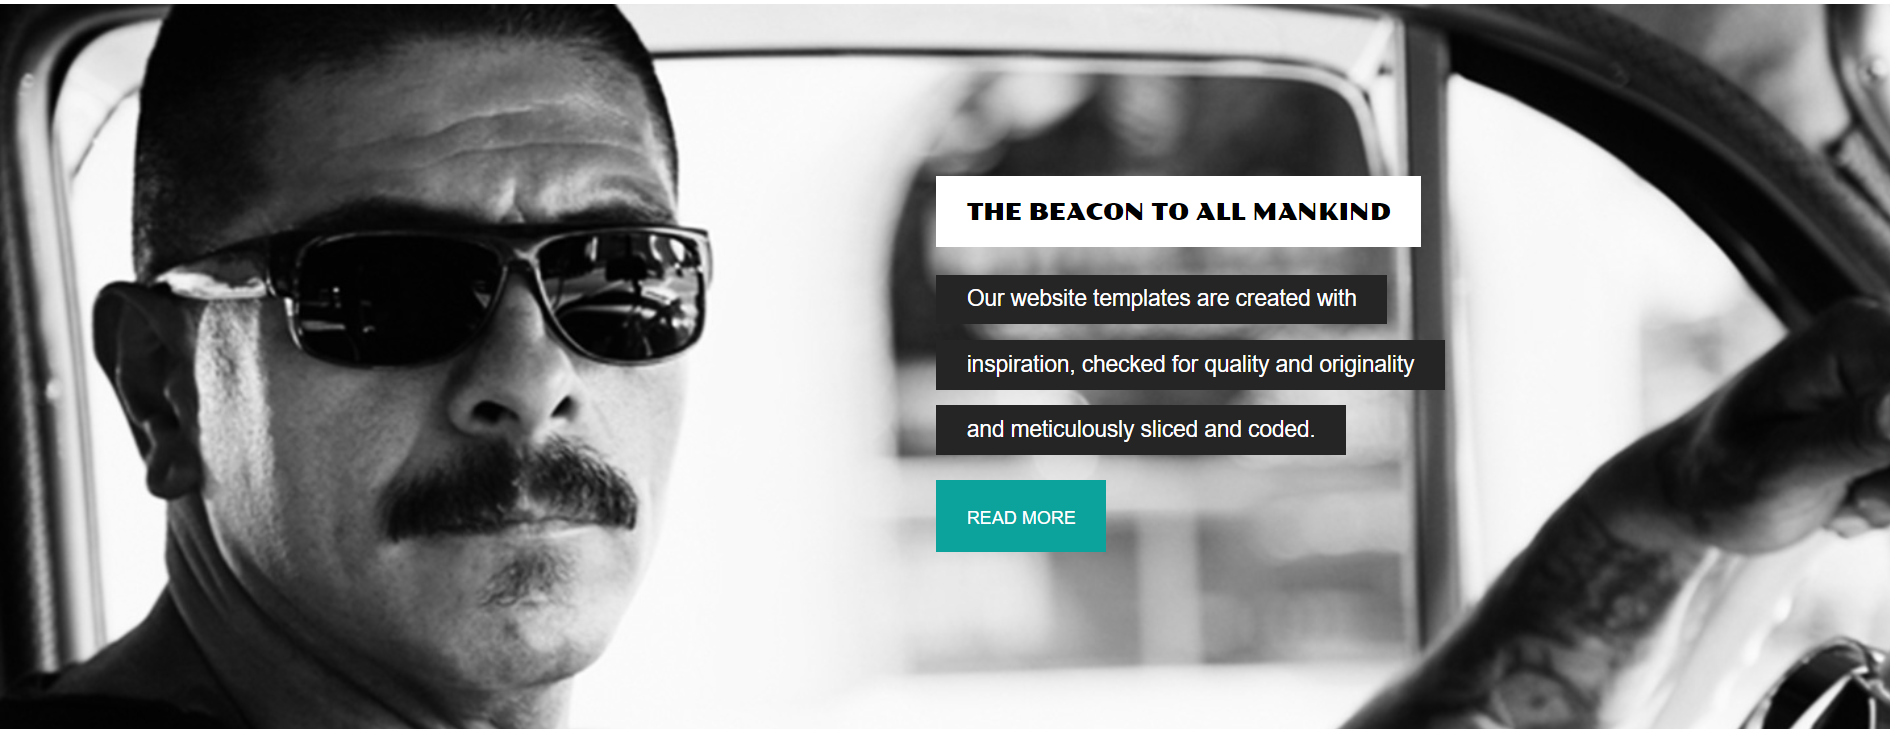 THE BEACON TO ALL MANKIND
Our website templates are created with
inspiration, checked for quality and originality
and meticulously sliced and coded.
READ MORE